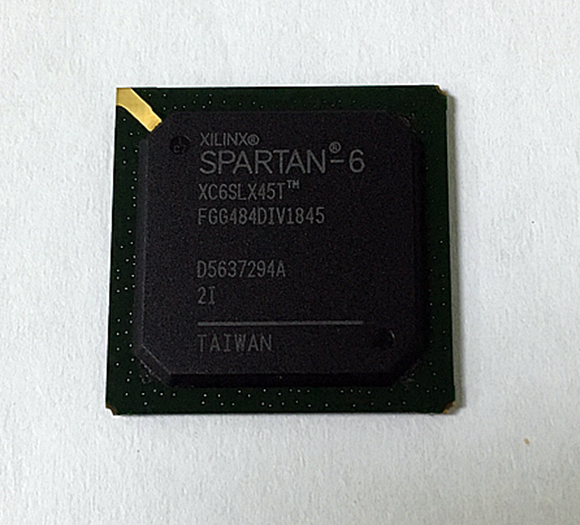 XILINX®
SPARTAN®-6
XC6SLX45T™
FGG484DIV1845
D5637294A
2I
TAIWAN